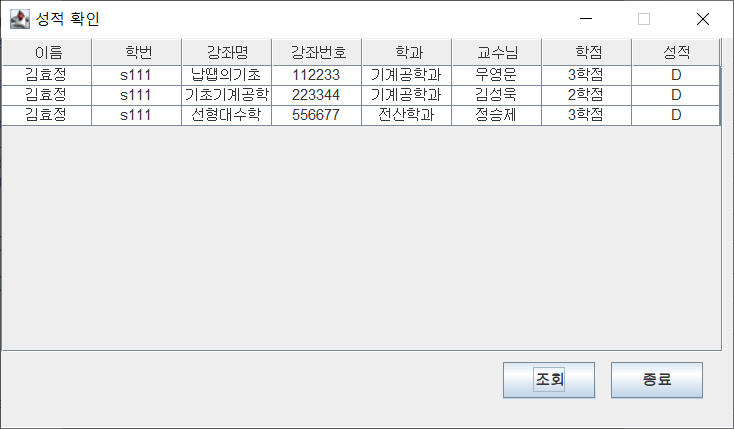 성적 확인
이름 학번 강좌명 강좌번호 학과 교수님 학점 성적
김효정 s111 납땝의기초 112233 기계공학과 우영운 3학점 D
김효정 s111 기초기계공학 223344 기계공학과 김성욱 2학점 D
김효정 s111 선형대수학 556677 전산학과 정승제 3학점 D
조회 종료